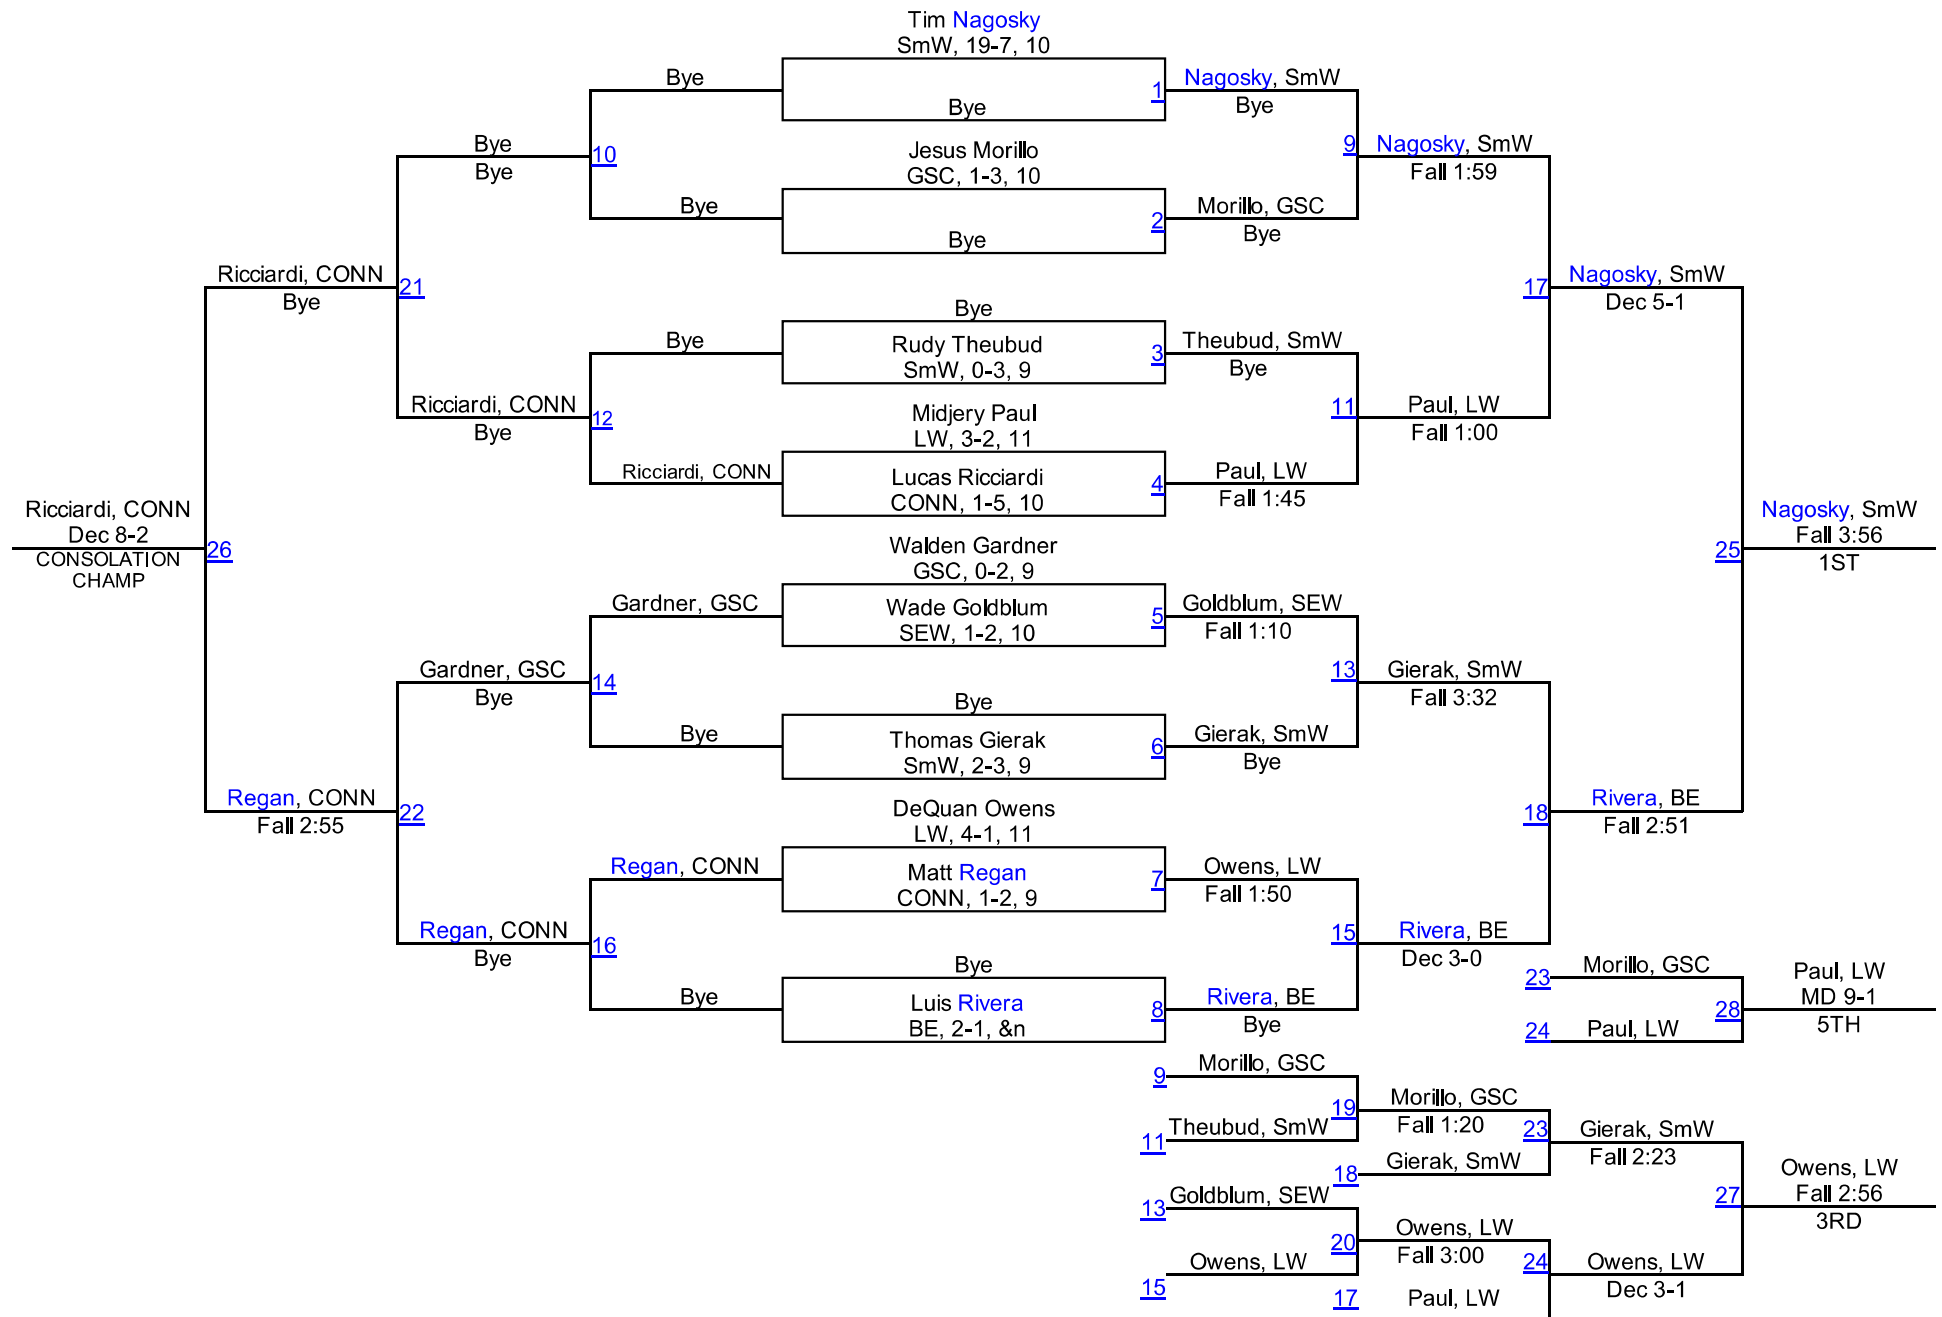 Tim Nagosky
SmW, 19-7, 10
Bye
1
Nagosky, SmW
Bye
Bye
Jesus Morillo
GSC, 1-3, 10
Bye
Bye
10
9
Nagosky, SmW
Fall 1:59
Bye
2
Morillo, GSC
Bye
Bye
Ricciardi, CONN
Bye
21
17
Nagosky, SmW
Dec 5-1
Bye
Bye
Rudy Theubud
SmW, 0-3, 9
3
Theubud, SmW
Bye
Ricciardi, CONN
Bye
12
Midjery Paul
LW, 3-2, 11
11
Paul, LW
Fall 1:00
Ricciardi, CONN
Lucas Ricciardi
CONN, 1-5, 10
4
Paul, LW
Fall 1:45
Ricciardi, CONN
Dec 8-2
CONSOLATION
CHAMP
26
25
Nagosky, SmW
Fall 3:56
1ST
Walden Gardner
GSC, 0-2, 9
Gardner, GSC
Wade Goldblum
SEW, 1-2, 10
5
Goldblum, SEW
Fall 1:10
Gardner, GSC
Bye
14
13
Gierak, SmW
Fall 3:32
Bye
Bye
Thomas Gierak
SmW, 2-3, 9
6
Gierak, SmW
Bye
Regan, CONN
Fall 2:55
22
DeQuan Owens
LW, 4-1, 11
18
Rivera, BE
Fall 2:51
Regan, CONN
Matt Regan
CONN, 1-2, 9
7
Owens, LW
Fall 1:50
Regan, CONN
Bye
16
15
Rivera, BE
Dec 3-0
Bye
Bye
Luis Rivera
BE, 2-1, &n
8
Rivera, BE
Bye
23
Morillo, GSC
24
Paul, LW
28
Paul, LW
MD 9-1
5TH
9
Morillo, GSC
11
Theubud, SmW
19
Morillo, GSC
Fall 1:20
18
Gierak, SmW
23
Gierak, SmW
Fall 2:23
13
Goldblum, SEW
15
Owens, LW
20
Owens, LW
Fall 3:00
17
Paul, LW
24
Owens, LW
Dec 3-1
27
Owens, LW
Fall 2:56
3RD